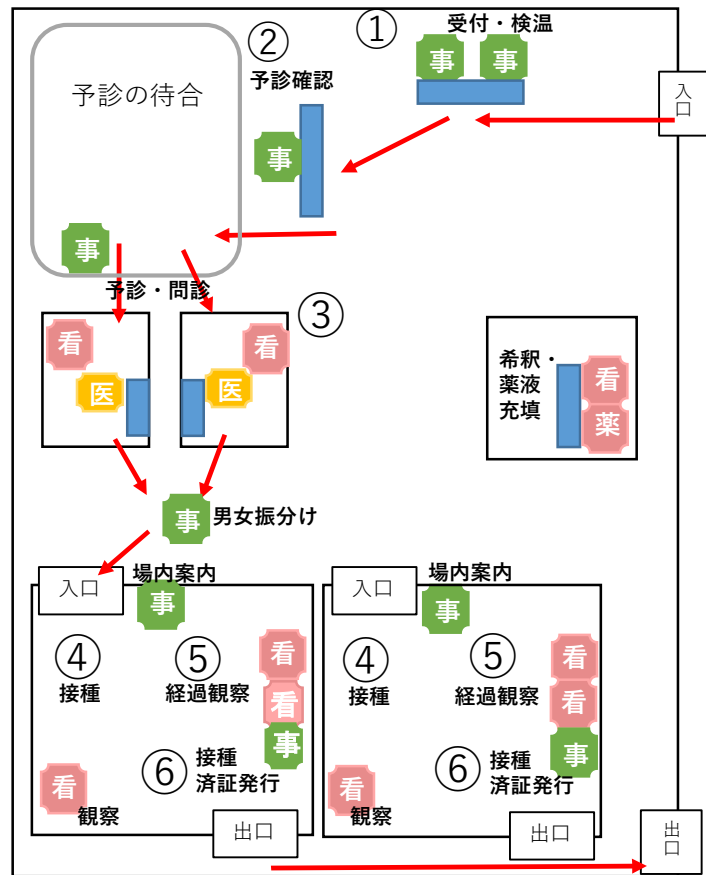 ①
受付・検温
事
事
入口
②
予診確認
事
予診の待合
事
予診・問診
③
看
医
看
医
希釈・
薬液
充填
看
薬
事
男女振分け
入口
場内案内
事
④
接種
⑤
経過観察
看
看
事
⑥
接種
済証発行
看
観察
出口
入口
場内案内
事
④
接種
⑤
経過観察
看
看
事
⑥
接種
済証発行
看
観察
出口
出口